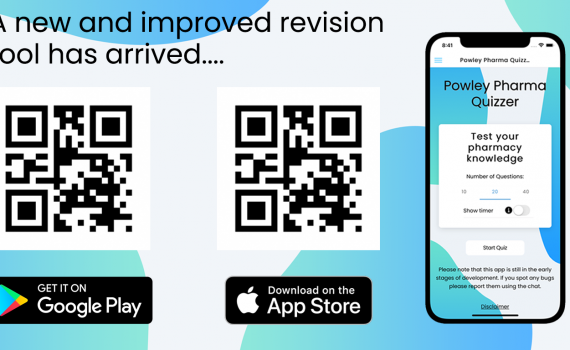 A new and improved revision
ool has arrived....
GET IT ON
Google Play
Download on the
App Store
8:41
Powley Pharma Quizz..
Powley Pharma
Quizzer
Test your
pharmacy
knowledge
Number of Questions:
10 20 40
Show timer
Start Quiz
Please note that this app is still in the early
stages of development. If you spot any bugs
please report them using the chat.
Disclaimer